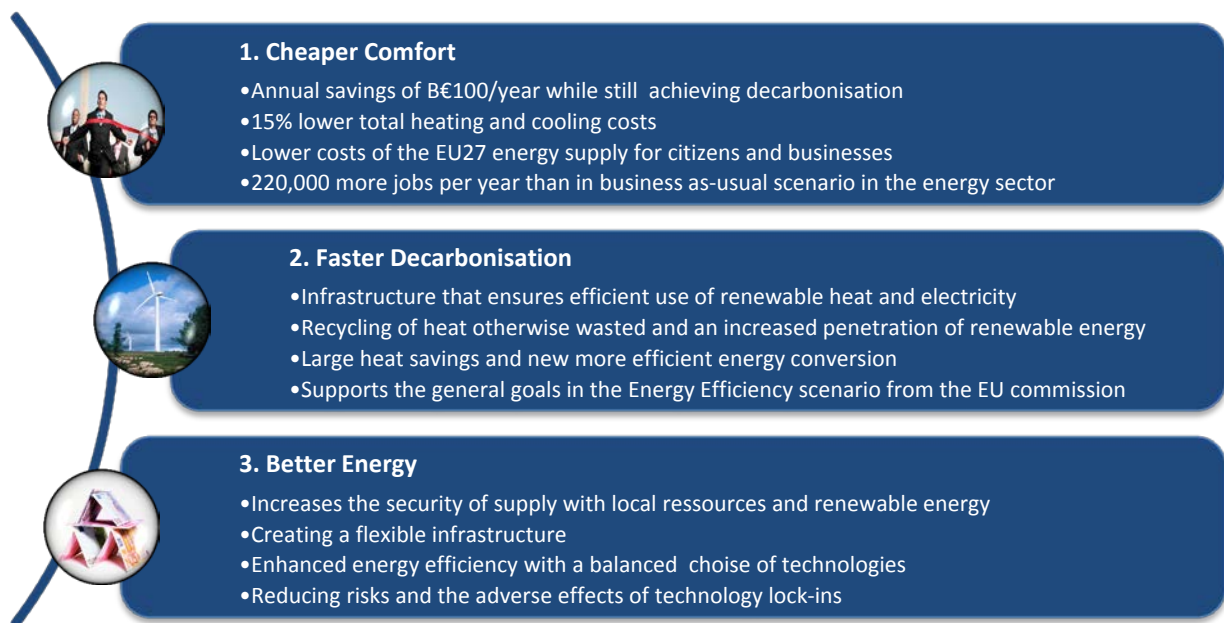 1. Cheaper Comfort
•Annual savings of B€100/year while still achieving decarbonisation
•15% lower total heating and cooling costs
•Lower costs of the EU27 energy supply for citizens and businesses
•220,000 more jobs per year than in business as-usual scenario in the energy sector
2. Faster Decarbonisation
•Infrastructure that ensures efficient use of renewable heat and electricity
•Recycling of heat otherwise wasted and an increased penetration of renewable energy
•Large heat savings and new more efficient energy conversion
•Supports the general goals in the Energy Efficiency scenario from the EU commission
3. Better Energy
•Increases the security of supply with local ressources and renewable energy
•Creating a flexible infrastructure
•Enhanced energy efficiency with a balanced choise of technologies
•Reducing risks and the adverse effects of technology lock-ins